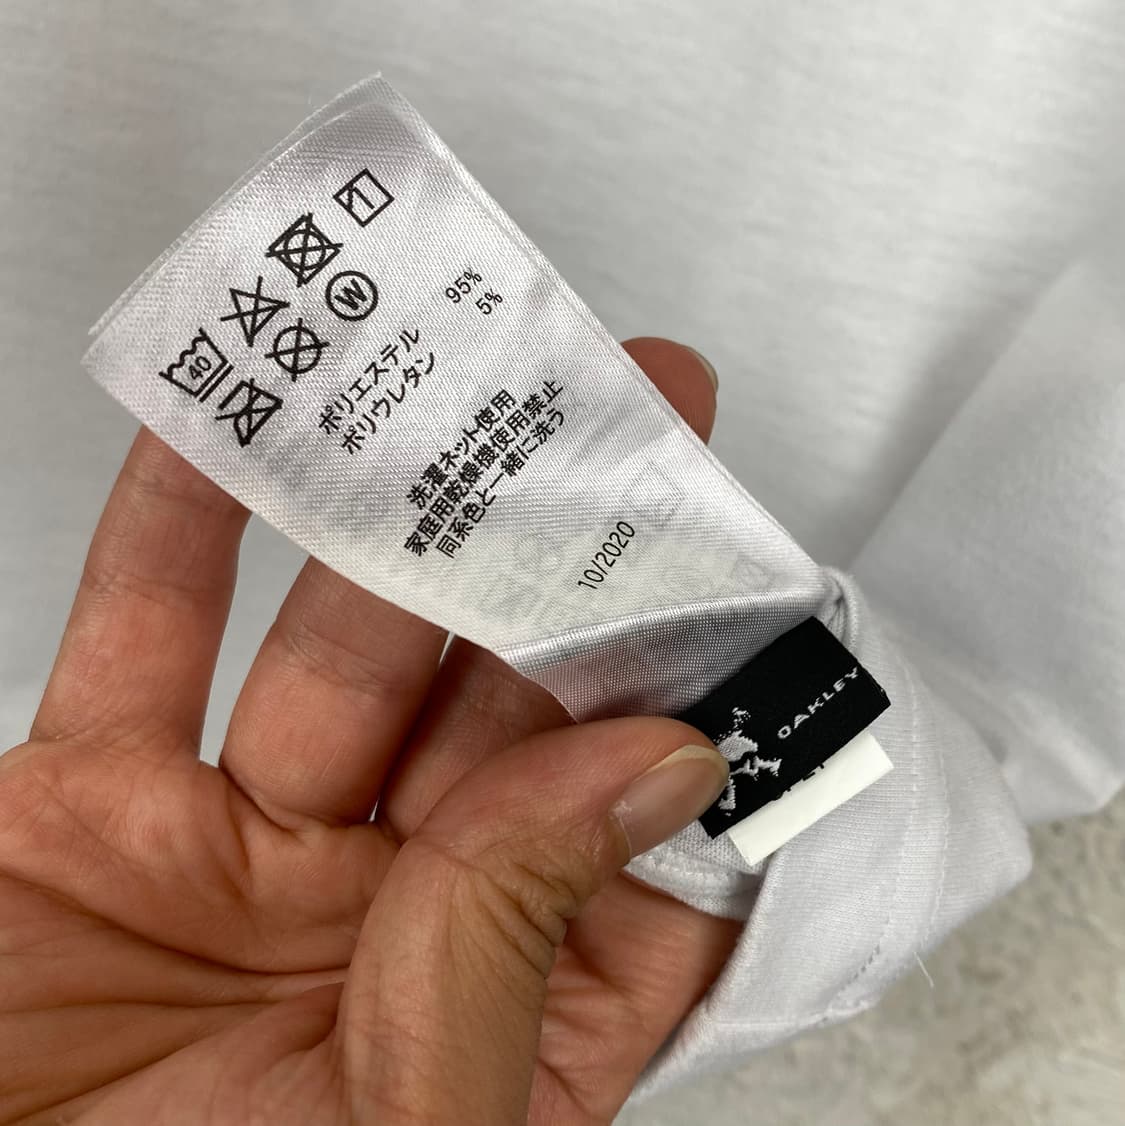 1
W
40
ポリエステル 95%
ポリウレタン 5%
洗濯ネット使用
家庭用乾燥機使用禁止
同系色と一緒に洗う
10/2020
OAKLEY